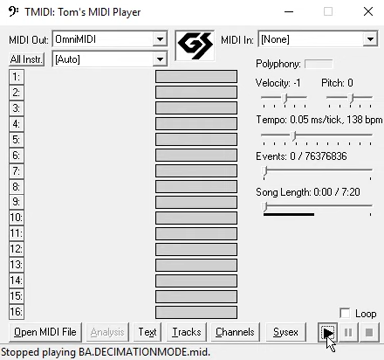 TMIDI: Tom's MIDI Player
MIDI Out: OmniMIDI MIDI In: [None]
All Instr. [Auto]
Polyphony:
Velocity: -1 Pitch: 0
Tempo: 0.05 ms/tick, 138 bpm
Events: 0 / 76376836
Song Length: 0:00 / 7:20
1:
2:
3:
4:
5:
6:
7:
8:
9:
10:
11:
12:
13:
14:
15:
16:
Loop
Open MIDI File Analysis Text Tracks Channels Sysex
Stopped playing BA.DECIMATIONMODE.mid.